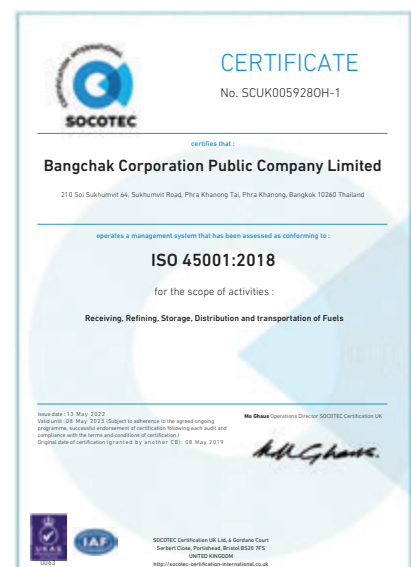 CERTIFICATION INTERNATIONAL
SOCOTEC
CERTIFICATE
No. SCUK005928OH-1
certifies that :
Bangchak Corporation Public Company Limited
210 Soi Sukhumvit 64, Sukhumvit Road, Phra Khanong Tai, Phra Khanong, Bangkok 10260 Thailand
operates a management system that has been assessed as conforming to :
ISO 45001:2018
for the scope of activities :
Receiving, Refining, Storage, Distribution and transportation of Fuels
Issue date : 13 May 2022
Valid until : 08 May 2025 (Subject to adherence to the agreed ongoing
programme, successful endorsement of certification following each audit and
compliance with the terms and conditions of certification.)
Original date of certification (granted by another CB): 08 May 2019
Mo Ghaus Operations Director SOCOTEC Certification UK
UKAS
0063
IAF
SOCOTEC Certification UK Ltd, 6 Gordano Court
Serbert Close, Portishead, Bristol BS20 7FS
UNITED KINGDOM
http://socotec-certification-international.co.uk